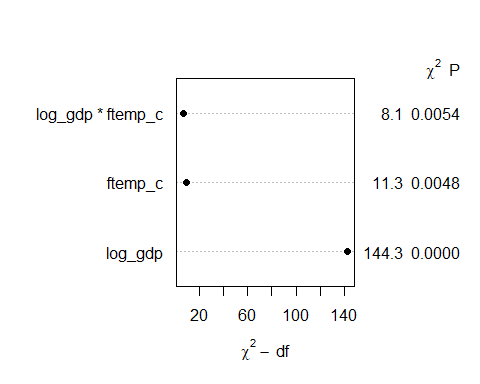 χ² P
log_gdp * ftemp_c 8.1 0.0054
ftemp_c 11.3 0.0048
log_gdp 144.3 0.0000
20 60 100 140
χ² − df